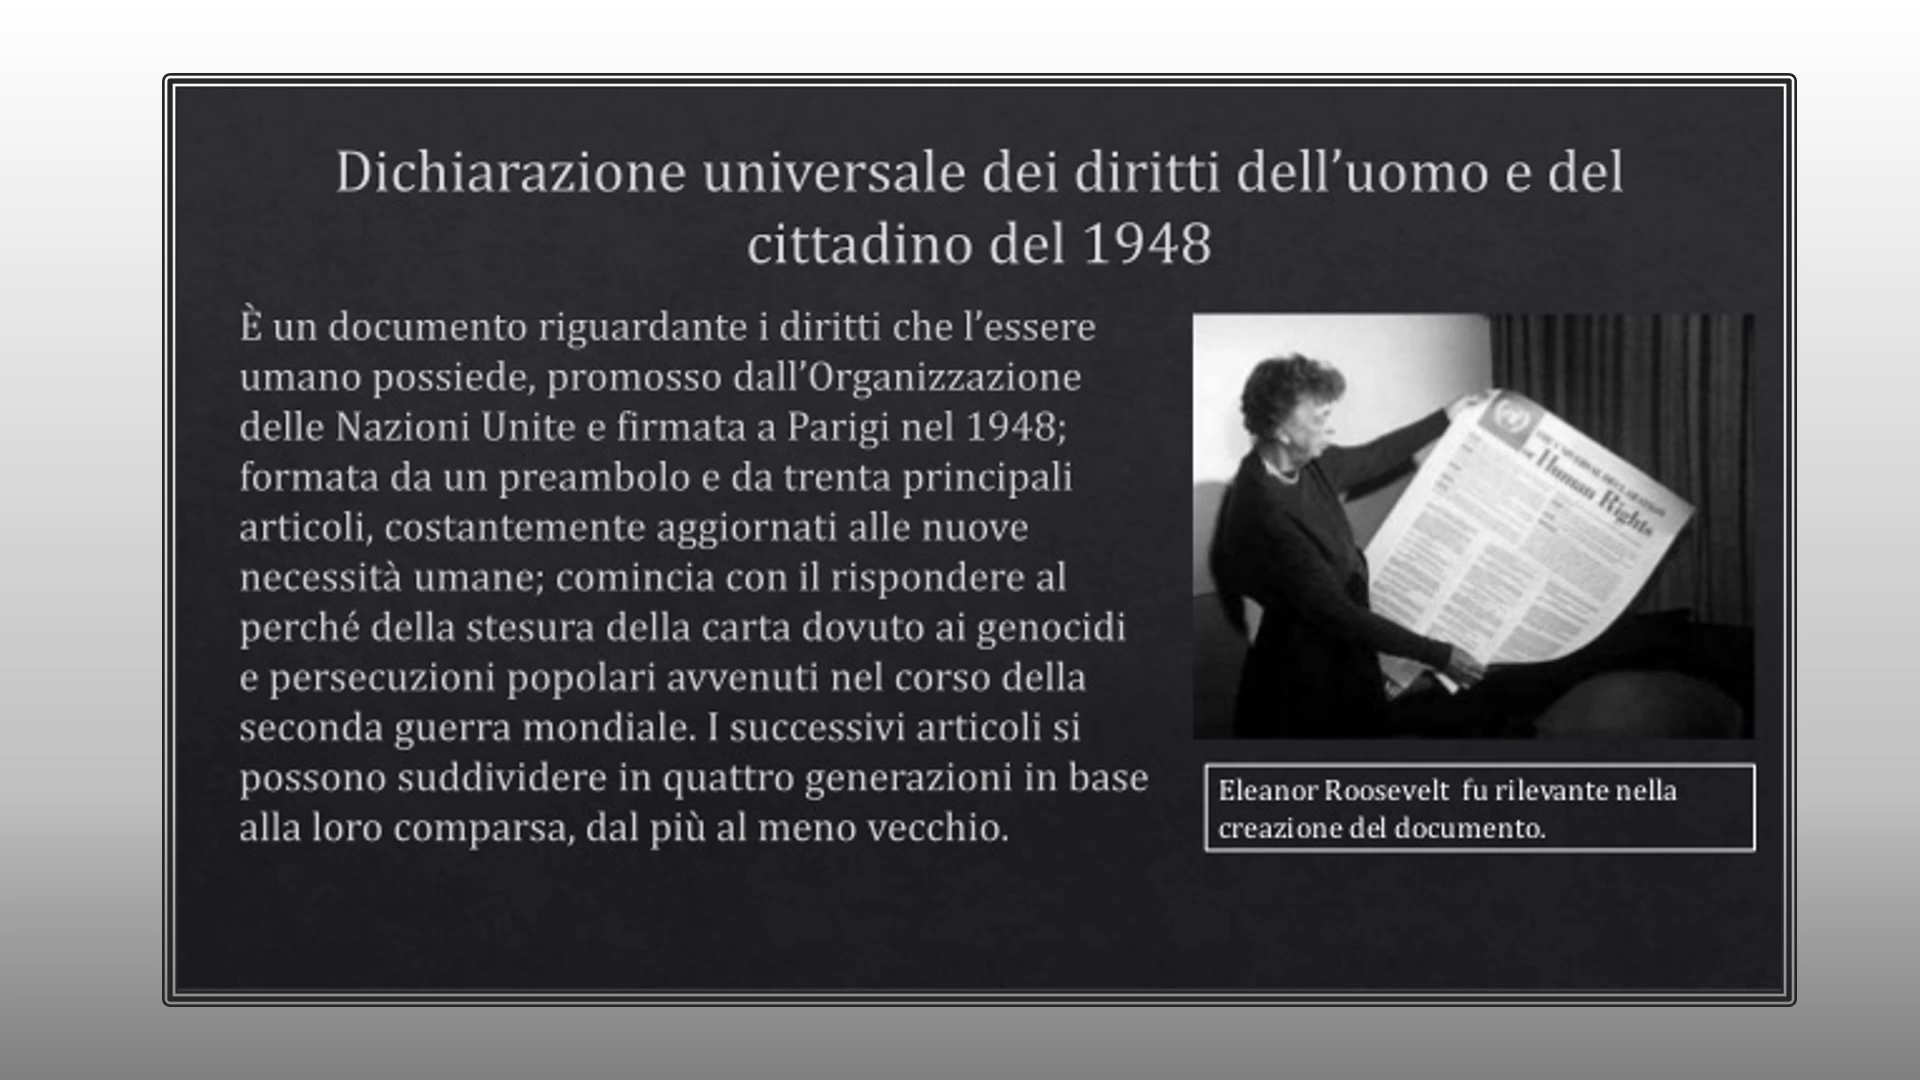 Dichiarazione universale dei diritti dell’uomo e del
cittadino del 1948
È un documento riguardante i diritti che l’essere
umano possiede, promosso dall’Organizzazione
delle Nazioni Unite e firmata a Parigi nel 1948;
formata da un preambolo e da trenta principali
articoli, costantemente aggiornati alle nuove
necessità umane; comincia con il rispondere al
perché della stesura della carta dovuto ai genocidi
e persecuzioni popolari avvenuti nel corso della
seconda guerra mondiale. I successivi articoli si
possono suddividere in quattro generazioni in base
alla loro comparsa, dal più al meno vecchio.
Human Rights
Eleanor Roosevelt  fu rilevante nella
creazione del documento.